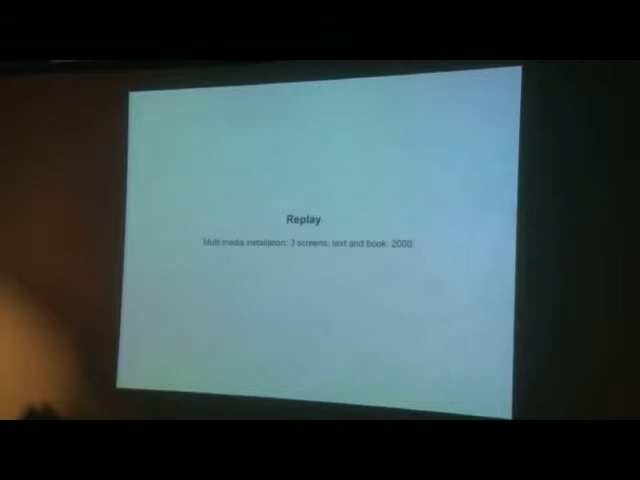 Replay
Multi media installation: 3 screens, text and book. 2000